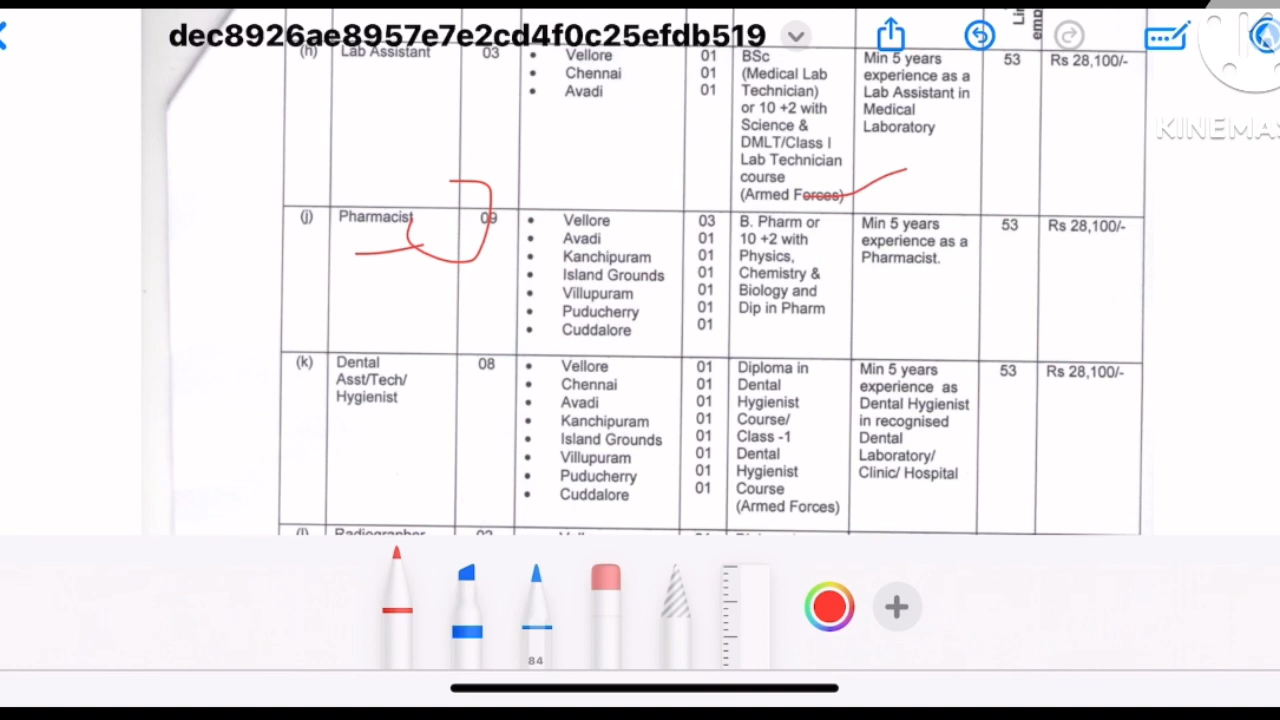 dec8926ae8957e7e2cd4f0c25efdb519
KINEMAS
(h) Lab Assistant 03 • Vellore 01 BSc Min 5 years 53 Rs 28,100/-
• Chennai 01 (Medical Lab experience as a
• Avadi 01 Technician) Lab Assistant in
or 10 +2 with Medical
Science & Laboratory
DMLT/Class I
Lab Technician
course
(Armed Forces)
(j) Pharmacist 09 • Vellore 03 B. Pharm or Min 5 years 53 Rs 28,100/-
• Avadi 01 10 +2 with experience as a
• Kanchipuram 01 Physics, Pharmacist.
• Island Grounds 01 Chemistry &
• Villupuram 01 Biology and
• Puducherry 01 Dip in Pharm
• Cuddalore 01
(k) Dental 08 • Vellore 01 Diploma in Min 5 years 53 Rs 28,100/-
Asst/Tech/ • Chennai 01 Dental experience as
Hygienist • Avadi 01 Hygienist Dental Hygienist
• Kanchipuram 01 Course/ in recognised
• Island Grounds 01 Class -1 Dental
• Villupuram 01 Dental Laboratory/
• Puducherry 01 Hygienist Clinic/ Hospital
• Cuddalore 01 Course
(Armed Forces)
(l) Radiographer
84